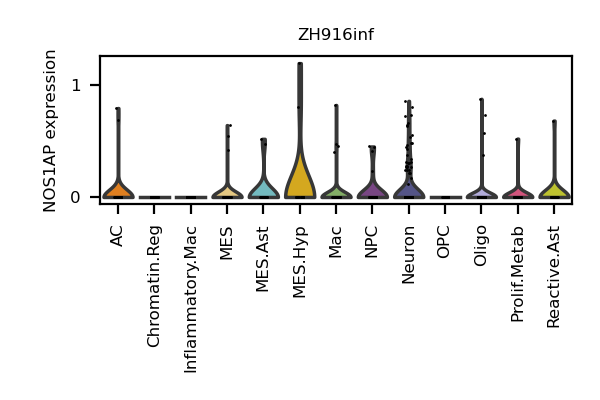 ZH916inf
NOS1AP expression
1
0
AC
Chromatin.Reg
Inflammatory.Mac
MES
MES.Ast
MES.Hyp
Mac
NPC
Neuron
OPC
Oligo
Prolif.Metab
Reactive.Ast